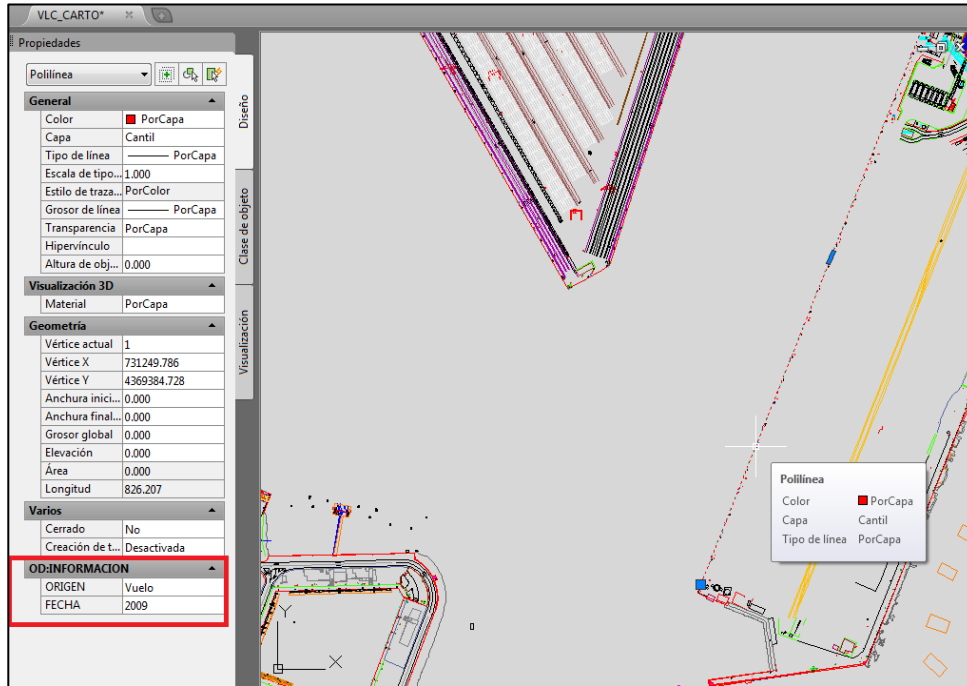 VLC_CARTO*
Propiedades
Polilínea
General
Color PorCapa
Capa Cantil
Tipo de línea PorCapa
Escala de tipo... 1.000
Estilo de traza... PorColor
Grosor de línea PorCapa
Transparencia PorCapa
Hipervínculo
Altura de obj... 0.000
Visualización 3D
Material PorCapa
Geometría
Vértice actual 1
Vértice X 731249.786
Vértice Y 4369384.728
Anchura inici... 0.000
Anchura final... 0.000
Grosor global 0.000
Elevación 0.000
Área 0.000
Longitud 826.207
Varios
Cerrado No
Creación de t... Desactivada
OD:INFORMACION
ORIGEN Vuelo
FECHA 2009
Diseño
Clase de objeto
Visualización
Polilínea
Color PorCapa
Capa Cantil
Tipo de línea PorCapa
Y
X